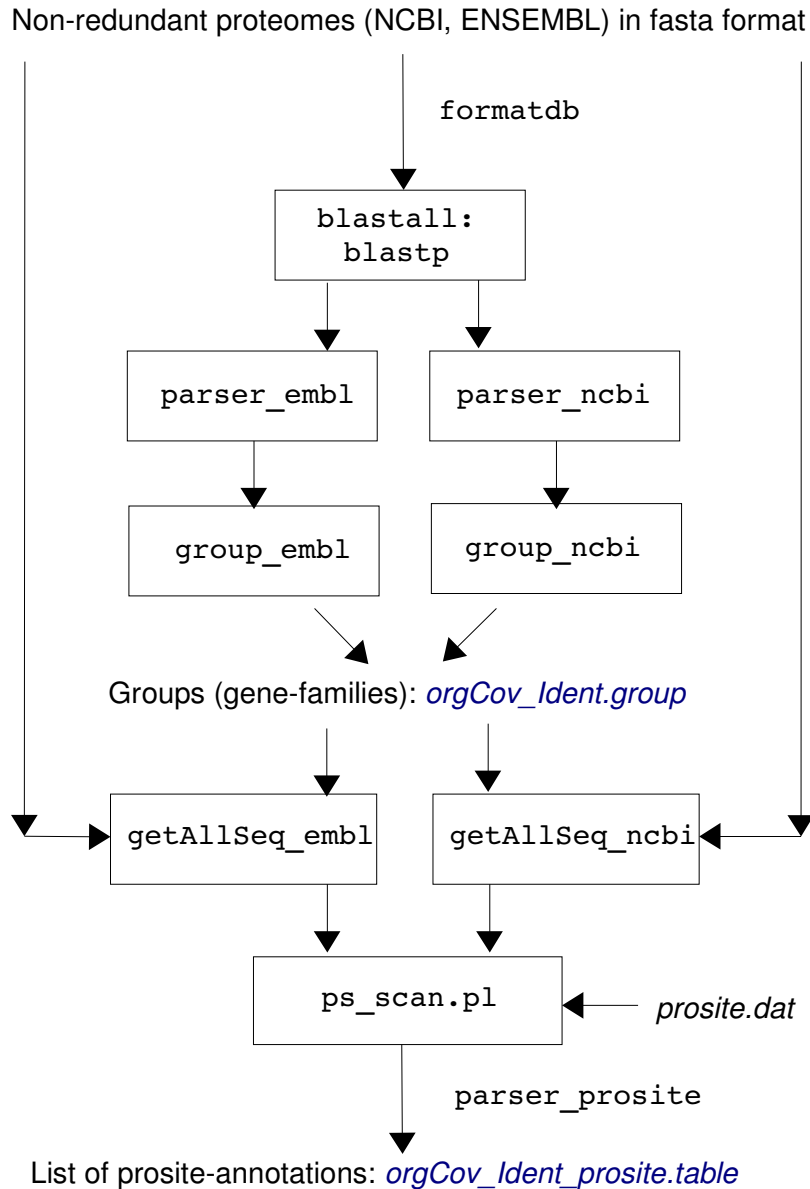 Non-redundant proteomes (NCBI, ENSEMBL) in fasta format
formatdb
blastall:
blastp
parser_embl
parser_ncbi
group_embl
group_ncbi
Groups (gene-families): orgCov_Ident.group
getAllSeq_embl
getAllSeq_ncbi
ps_scan.pl
prosite.dat
parser_prosite
List of prosite-annotations: orgCov_Ident_prosite.table